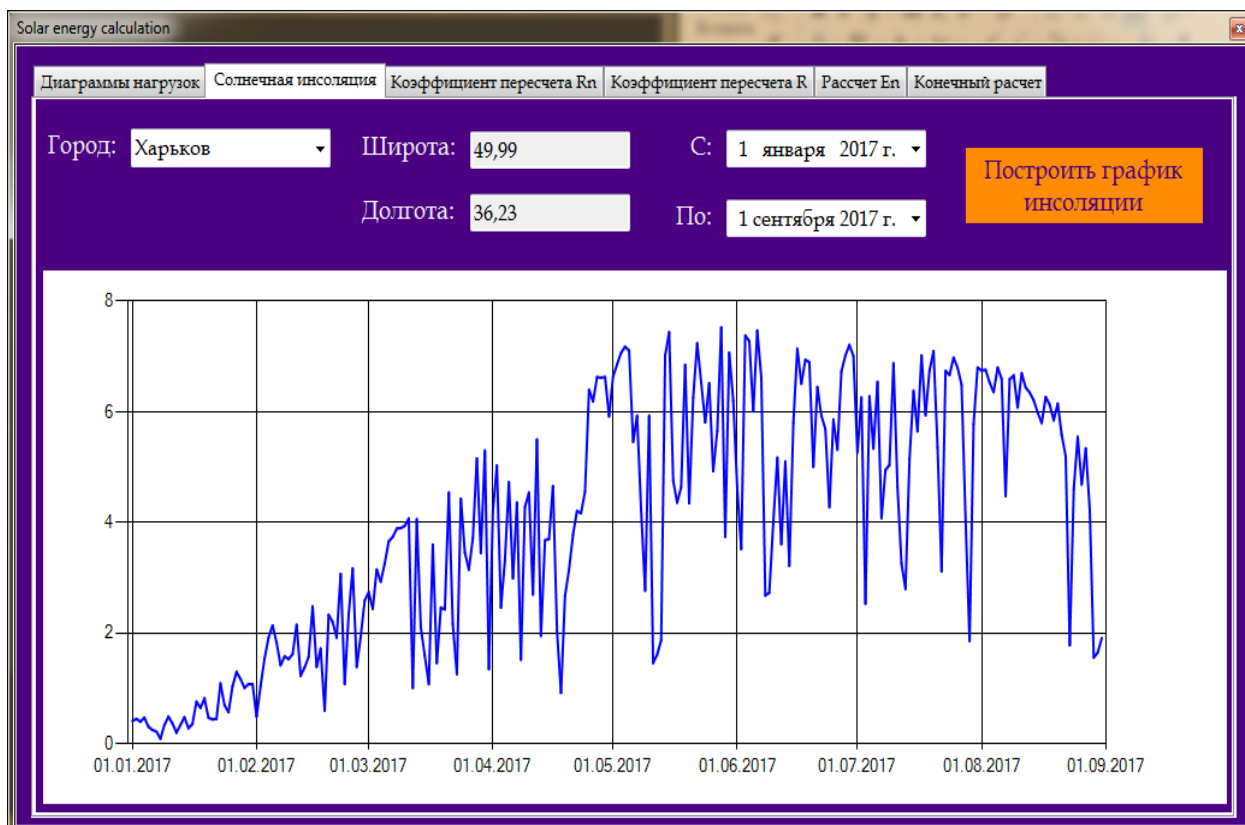 Solar energy calculation
Диаграммы нагрузок Солнечная инсоляция Коэффициент пересчета Rn Коэффициент пересчета R Рассчет En Конечный расчет
Город: Харьков Широта: 49,99 С: 1 января 2017 г.
Построить график
инсоляции
Долгота: 36,23 По: 1 сентября 2017 г.
8
6
4
2
0
01.01.2017 01.02.2017 01.03.2017 01.04.2017 01.05.2017 01.06.2017 01.07.2017 01.08.2017 01.09.2017